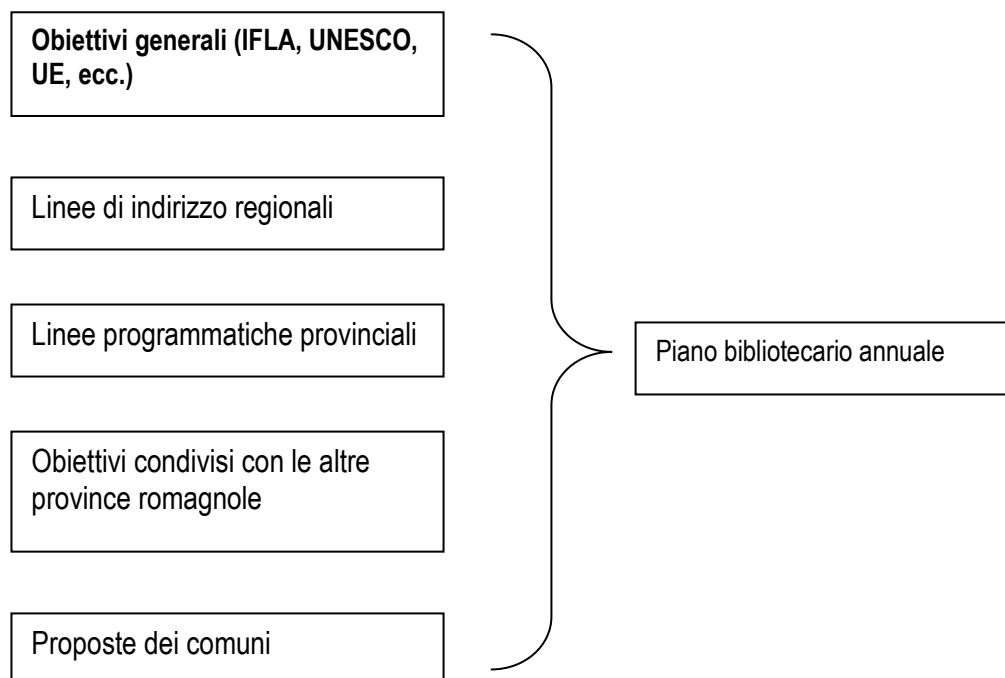 Obiettivi generali (IFLA, UNESCO,
UE, ecc.)
Linee di indirizzo regionali
Linee programmatiche provinciali
Piano bibliotecario annuale
Obiettivi condivisi con le altre
province romagnole
Proposte dei comuni